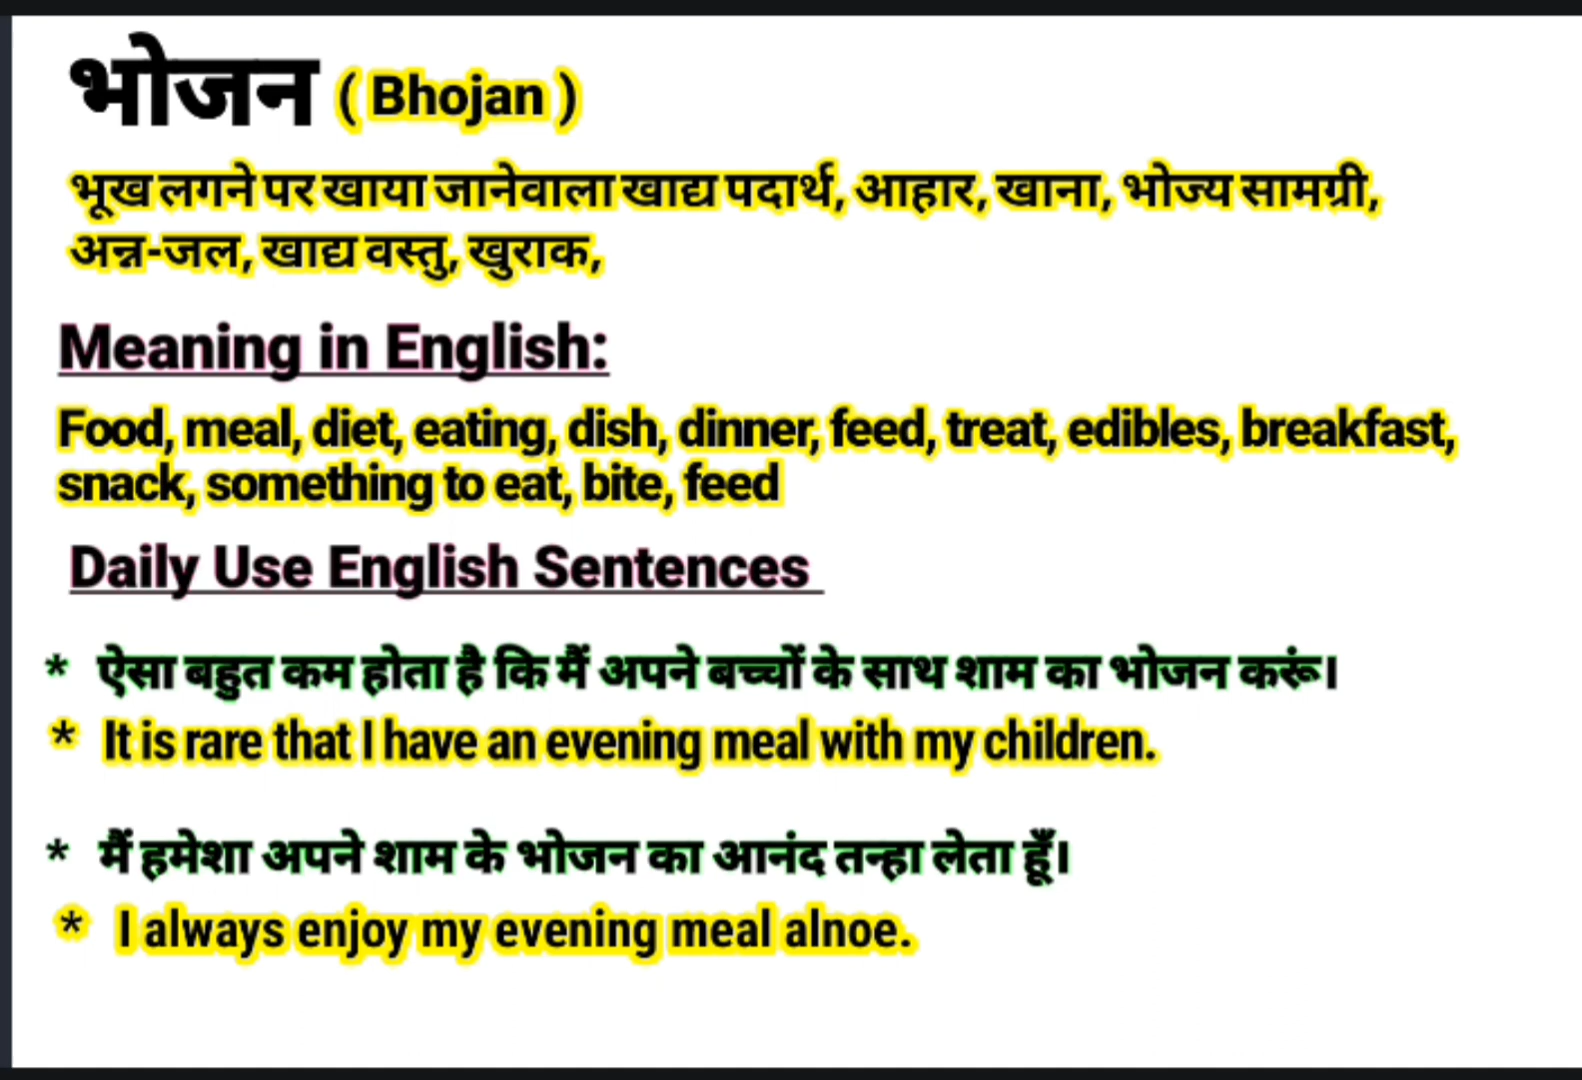 भोजन ( Bhojan )
भूख लगने पर खाया जानेवाला खाद्य पदार्थ, आहार, खाना, भोज्य सामग्री,
अन्न-जल, खाद्य वस्तु, खुराक,
Meaning in English:
Food, meal, diet, eating, dish, dinner, feed, treat, edibles, breakfast,
snack, something to eat, bite, feed
Daily Use English Sentences
* ऐसा बहुत कम होता है कि मैं अपने बच्चों के साथ शाम का भोजन करूं।
* It is rare that I have an evening meal with my children.
* मैं हमेशा अपने शाम के भोजन का आनंद तन्हा लेता हूँ।
* I always enjoy my evening meal alnoe.